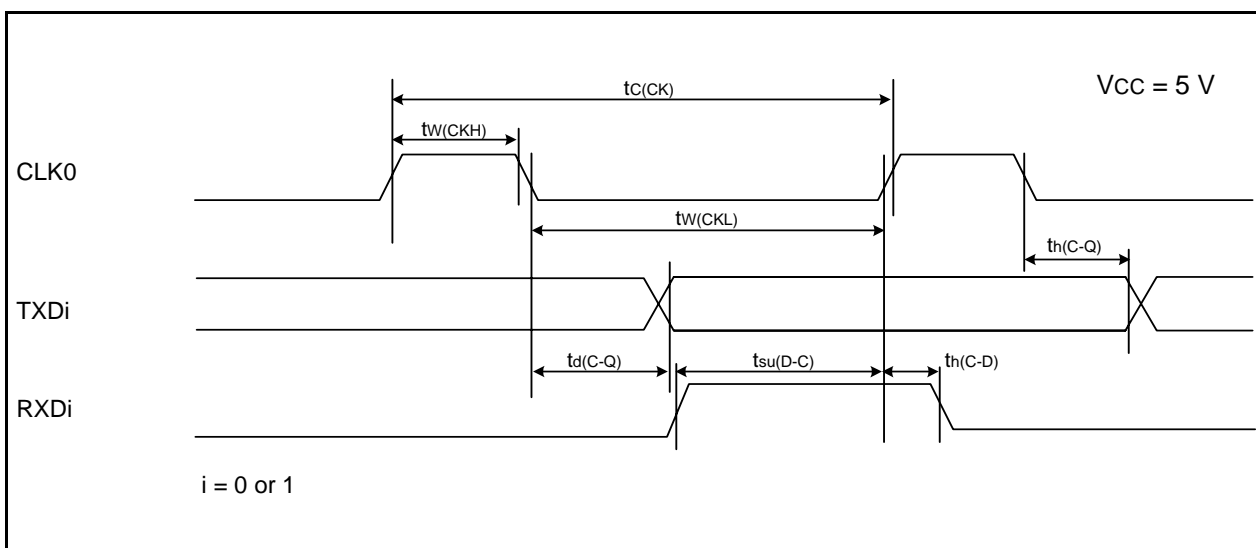 tC(CK)
VCC = 5 V
tW(CKH)
CLK0
tW(CKL)
th(C-Q)
TXDi
td(C-Q)
tsu(D-C)
th(C-D)
RXDi
i = 0 or 1